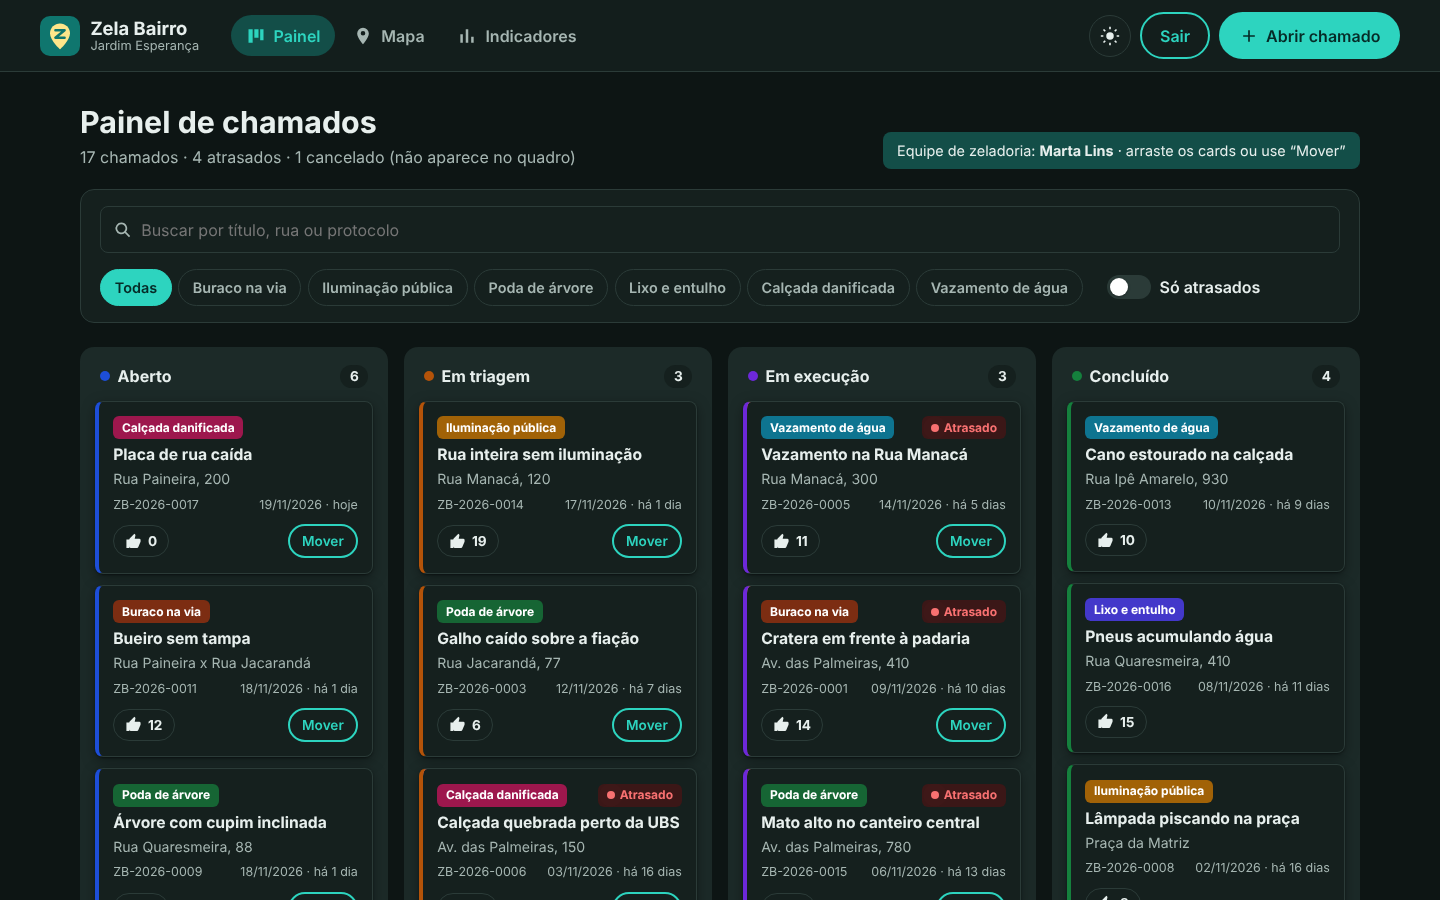 Zela Bairro
Jardim Esperança
Painel
Mapa
Indicadores
Sair
Abrir chamado
Painel de chamados
17 chamados · 4 atrasados · 1 cancelado (não aparece no quadro)
Equipe de zeladoria: Marta Lins · arraste os cards ou use “Mover”
Buscar por título, rua ou protocolo
Todas
Buraco na via
Iluminação pública
Poda de árvore
Lixo e entulho
Calçada danificada
Vazamento de água
Só atrasados
Aberto
6
Calçada danificada
Placa de rua caída
Rua Paineira, 200
ZB-2026-0017 19/11/2026 · hoje
0
Mover
Buraco na via
Bueiro sem tampa
Rua Paineira x Rua Jacarandá
ZB-2026-0011 18/11/2026 · há 1 dia
12
Mover
Poda de árvore
Árvore com cupim inclinada
Rua Quaresmeira, 88
ZB-2026-0009 18/11/2026 · há 1 dia
Em triagem
3
Iluminação pública
Rua inteira sem iluminação
Rua Manacá, 120
ZB-2026-0014 17/11/2026 · há 1 dia
19
Mover
Poda de árvore
Galho caído sobre a fiação
Rua Jacarandá, 77
ZB-2026-0003 12/11/2026 · há 7 dias
6
Mover
Calçada danificada
Atrasado
Calçada quebrada perto da UBS
Av. das Palmeiras, 150
ZB-2026-0006 03/11/2026 · há 16 dias
Em execução
3
Vazamento de água
Atrasado
Vazamento na Rua Manacá
Rua Manacá, 300
ZB-2026-0005 14/11/2026 · há 5 dias
11
Mover
Buraco na via
Atrasado
Cratera em frente à padaria
Av. das Palmeiras, 410
ZB-2026-0001 09/11/2026 · há 10 dias
14
Mover
Poda de árvore
Atrasado
Mato alto no canteiro central
Av. das Palmeiras, 780
ZB-2026-0015 06/11/2026 · há 13 dias
Concluído
4
Vazamento de água
Cano estourado na calçada
Rua Ipê Amarelo, 930
ZB-2026-0013 10/11/2026 · há 9 dias
10
Lixo e entulho
Pneus acumulando água
Rua Quaresmeira, 410
ZB-2026-0016 08/11/2026 · há 11 dias
15
Iluminação pública
Lâmpada piscando na praça
Praça da Matriz
ZB-2026-0008 02/11/2026 · há 16 dias